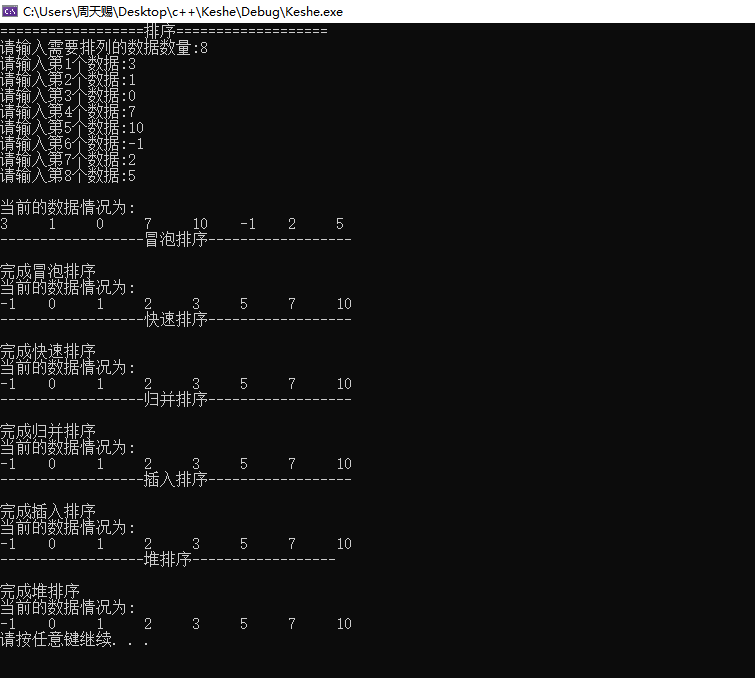 C:\Users\周天赐\Desktop\c++\Keshe\Debug\Keshe.exe
==================排序===================
请输入需要排列的数据数量:8
请输入第1个数据:3
请输入第2个数据:1
请输入第3个数据:0
请输入第4个数据:7
请输入第5个数据:10
请输入第6个数据:-1
请输入第7个数据:2
请输入第8个数据:5
当前的数据情况为:
3 1 0 7 10 -1 2 5
------------------冒泡排序------------------
完成冒泡排序
当前的数据情况为:
-1 0 1 2 3 5 7 10
------------------快速排序------------------
完成快速排序
当前的数据情况为:
-1 0 1 2 3 5 7 10
------------------归并排序------------------
完成归并排序
当前的数据情况为:
-1 0 1 2 3 5 7 10
------------------插入排序------------------
完成插入排序
当前的数据情况为:
-1 0 1 2 3 5 7 10
------------------堆排序------------------
完成堆排序
当前的数据情况为:
-1 0 1 2 3 5 7 10
请按任意键继续. . .